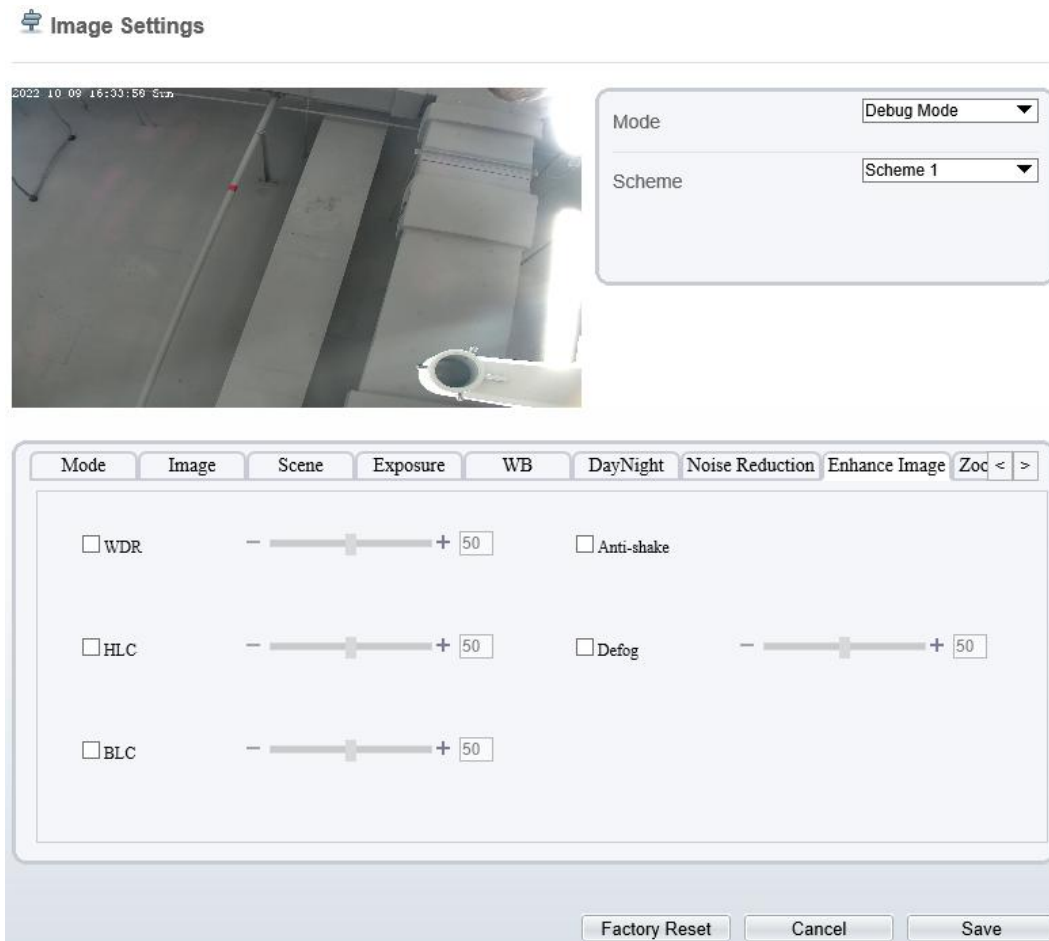 Image Settings
2022 10 09 16:33:58 Sun
Mode
Debug Mode
Scheme
Scheme 1
Mode Image Scene Exposure WB DayNight Noise Reduction Enhance Image Zoo < >
WDR - + 50 Anti-shake
HLC - + 50 Defog - + 50
BLC - + 50
Factory Reset Cancel Save